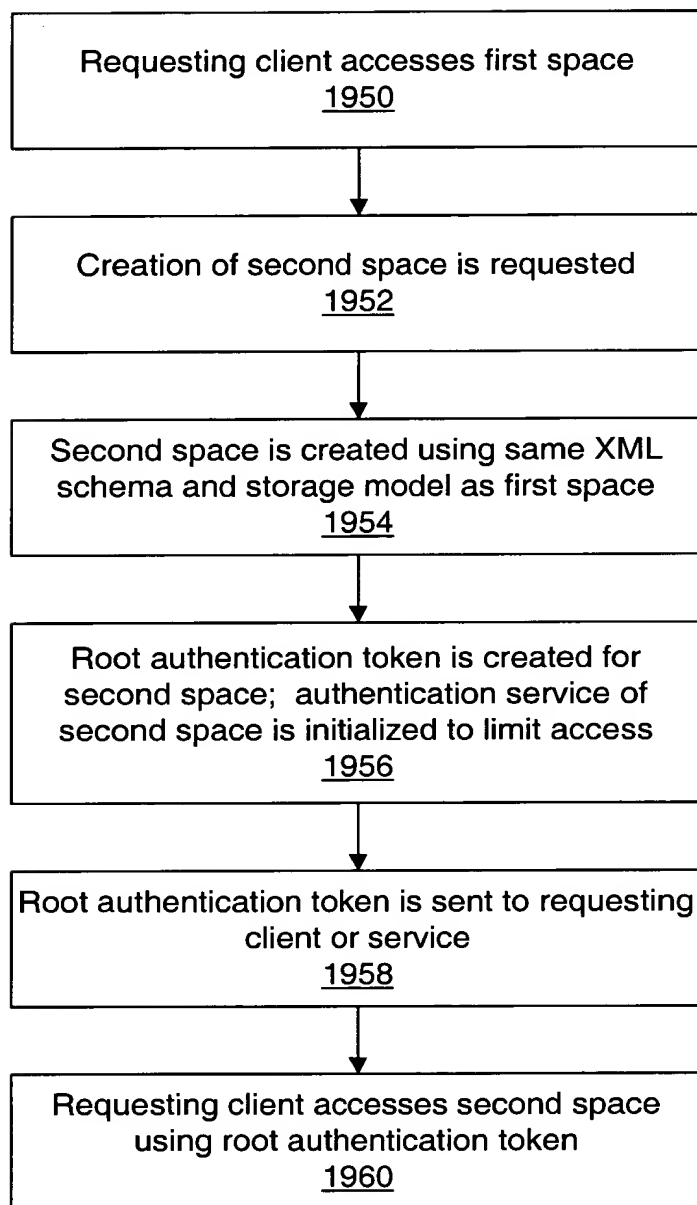 Requesting client accesses first space
1950
Creation of second space is requested
1952
Second space is created using same XML
schema and storage model as first space
1954
Root authentication token is created for
second space; authentication service of
second space is initialized to limit access
1956
Root authentication token is sent to requesting
client or service
1958
Requesting client accesses second space
using root authentication token
1960